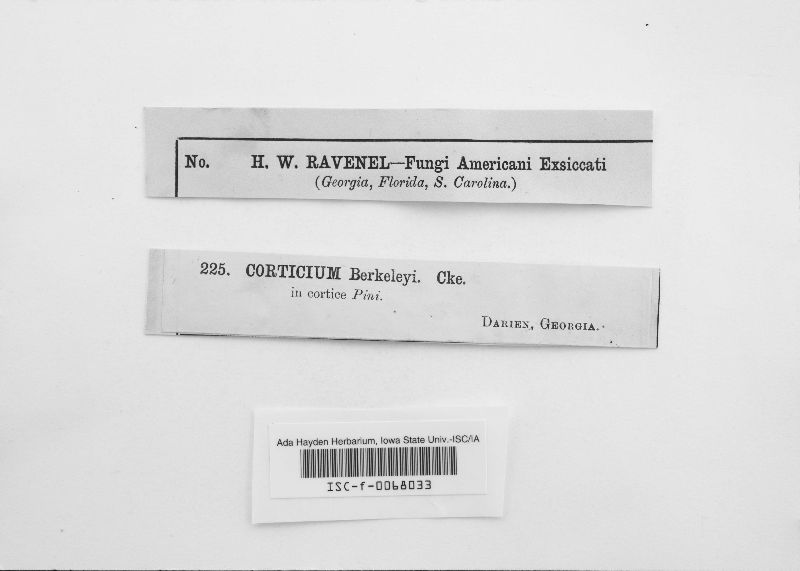 No. H. W. RAVENEL—Fungi Americani Exsiccati
(Georgia, Florida, S. Carolina.)
225. CORTICIUM Berkeleyi. Cke.
in cortice Pini.
DARIEN, GEORGIA.
Ada Hayden Herbarium, Iowa State Univ.-ISC/IA
ISC-f-0068033